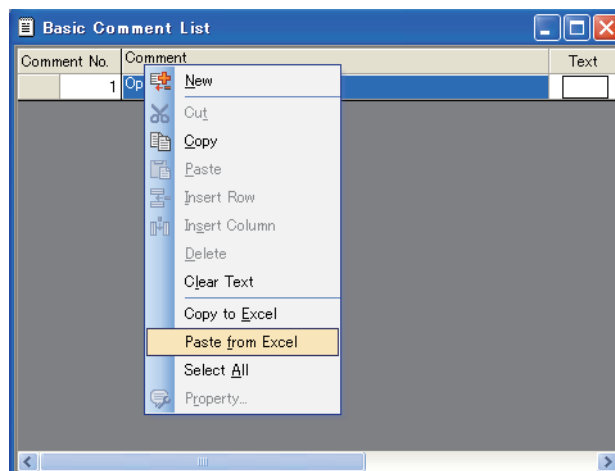 Basic Comment List
Comment No. Comment Text
1 Op
New
Cut
Copy
Paste
Insert Row
Insert Column
Delete
Clear Text
Copy to Excel
Paste from Excel
Select All
Property...